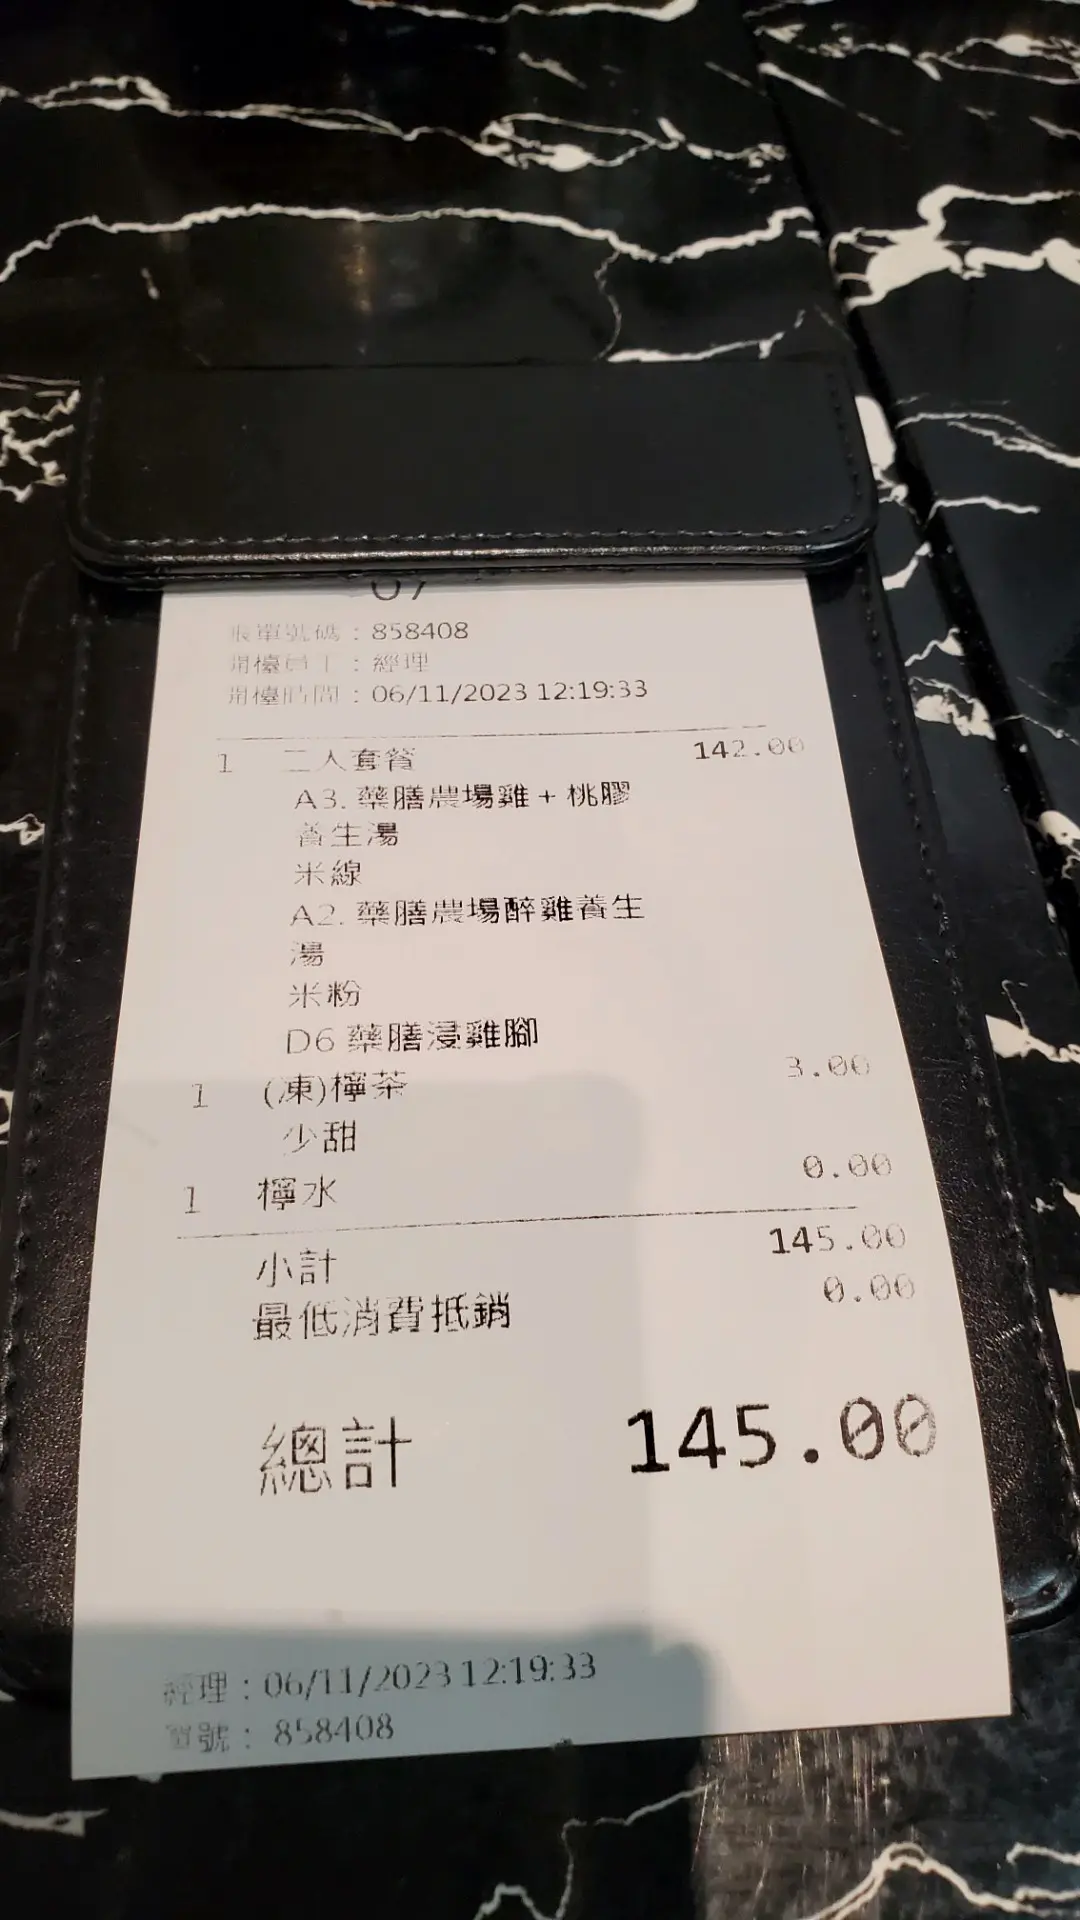 07
帳單號碼：858408
開檯員工：經理
開檯時間：06/11/2023 12:19:33
1 二人套餐 142.00
A3. 藥膳農場雞 + 桃膠
養生湯
米線
A2. 藥膳農場醉雞養生
湯
米粉
D6 藥膳浸雞腳
1 (凍)檸茶 3.00
少甜
1 檸水 0.00
小計 145.00
最低消費抵銷 0.00
總計 145.00
經理：06/11/2023 12:19:33
單號：858408